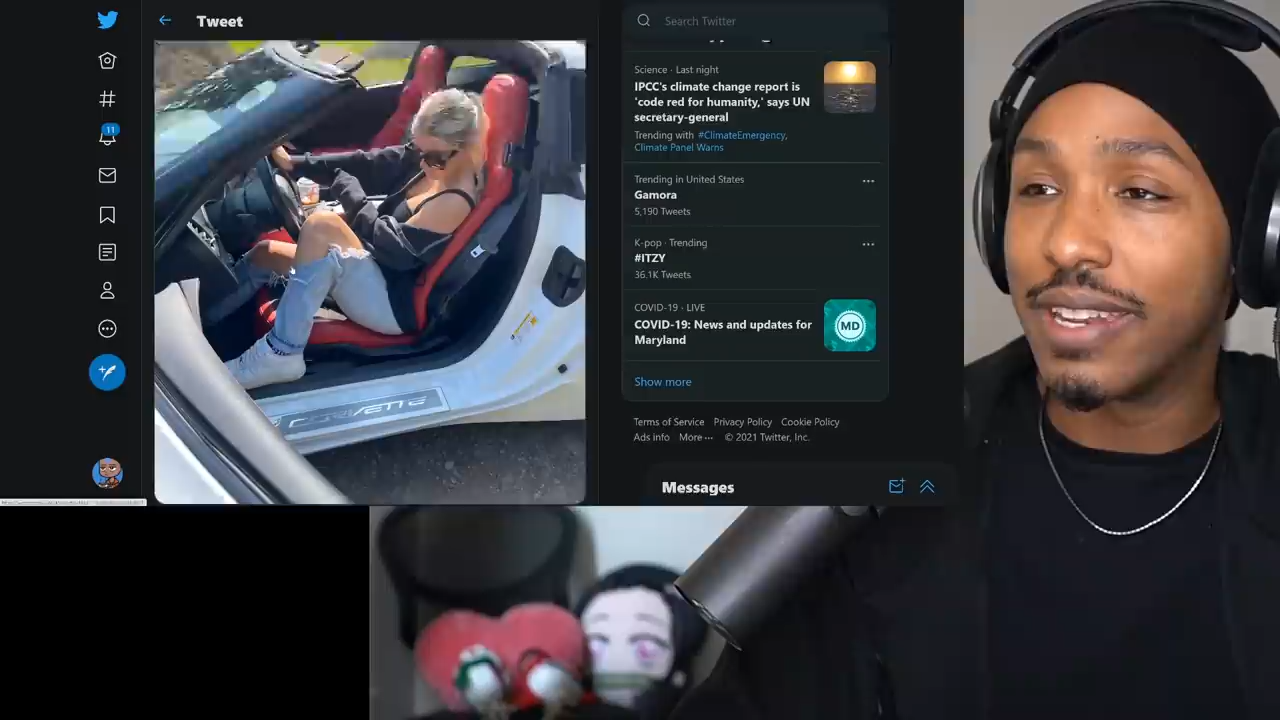 Tweet
11
CORVETTE
Search Twitter
Science · Last night
IPCC's climate change report is
'code red for humanity,' says UN
secretary-general
Trending with #ClimateEmergency,
Climate Panel Warns
Trending in United States
Gamora
5,190 Tweets
K-pop · Trending
#ITZY
36.1K Tweets
COVID-19 · LIVE
COVID-19: News and updates for
Maryland
MD
Show more
Terms of Service Privacy Policy Cookie Policy
Ads info More ··· © 2021 Twitter, Inc.
Messages